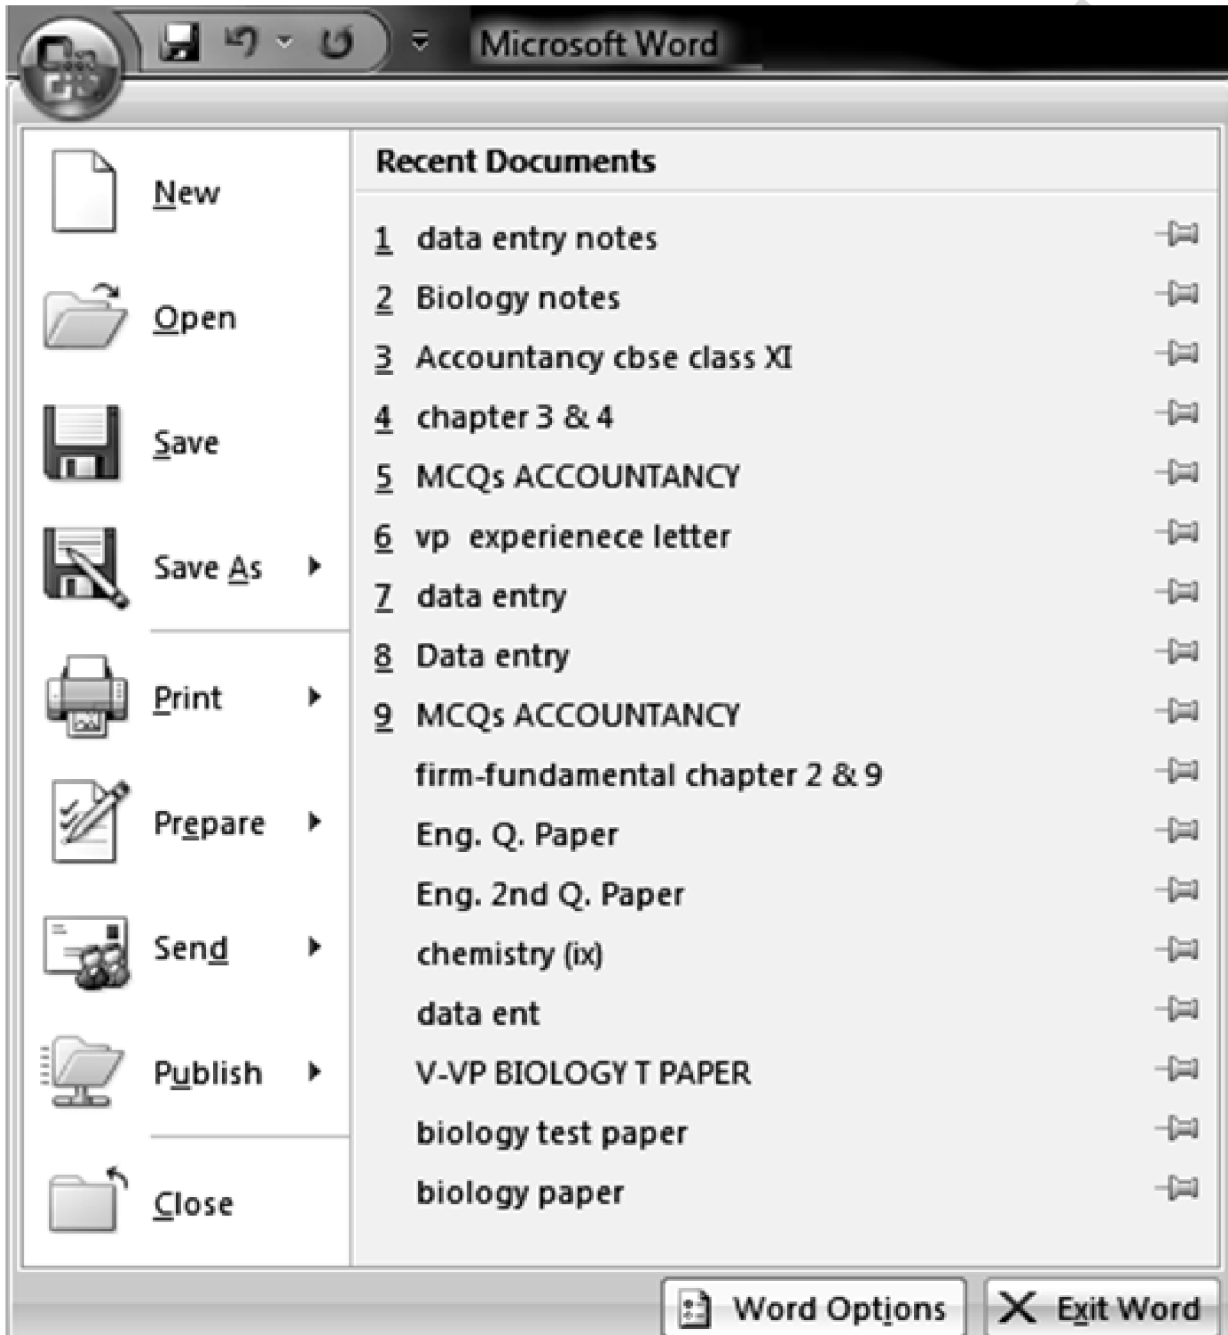 Microsoft Word
New
Open
Save
Save As
Print
Prepare
Send
Publish
Close
Recent Documents
1 data entry notes
2 Biology notes
3 Accountancy cbse class XI
4 chapter 3 & 4
5 MCQs ACCOUNTANCY
6 vp experienece letter
7 data entry
8 Data entry
9 MCQs ACCOUNTANCY
firm-fundamental chapter 2 & 9
Eng. Q. Paper
Eng. 2nd Q. Paper
chemistry (ix)
data ent
V-VP BIOLOGY T PAPER
biology test paper
biology paper
Word Options
Exit Word